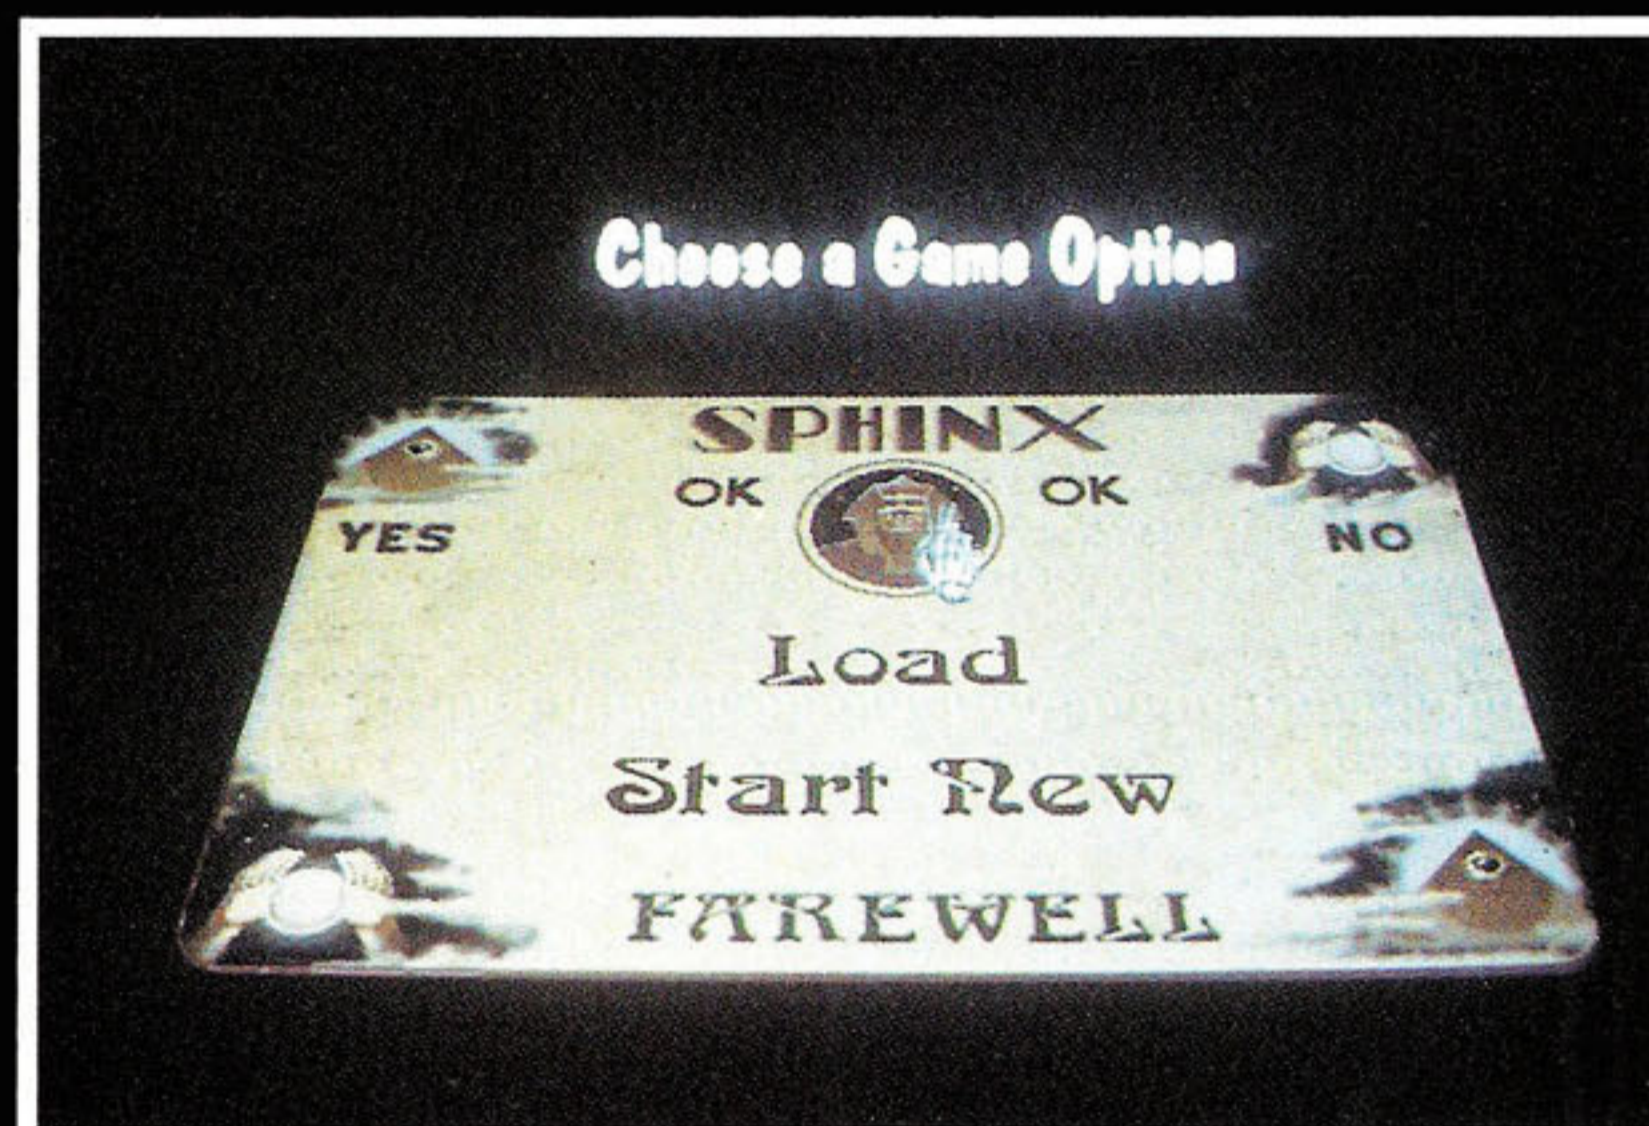 Choose a Game Option
SPHINX
OK OK
YES NO
Load
Start New
FAREWELL